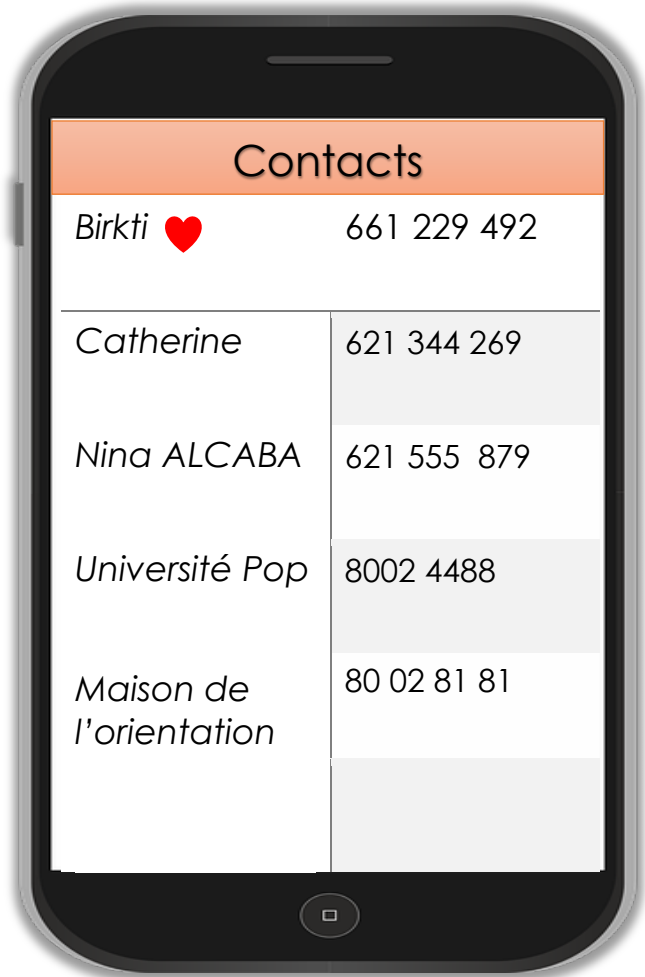 Contacts
Birkti ❤ 661 229 492
Catherine 621 344 269
Nina ALCABA 621 555 879
Université Pop 8002 4488
Maison de 80 02 81 81
l’orientation